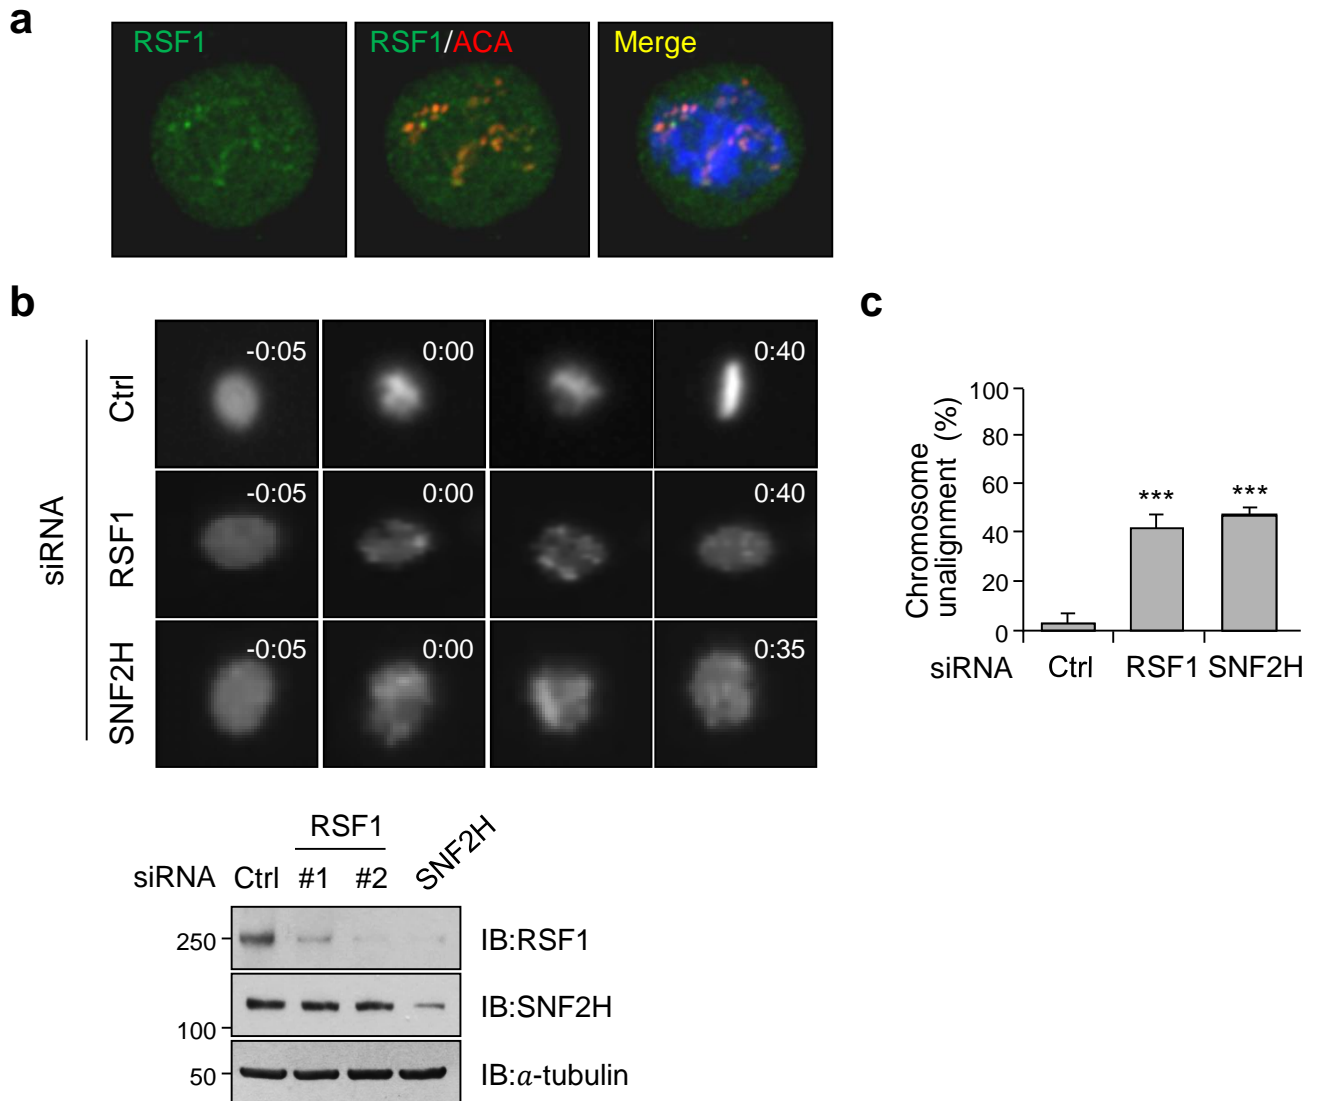 a
RSF1
RSF1/ACA
Merge
b
siRNA
Ctrl
-0:05
0:00
0:40
RSF1
-0:05
0:00
0:40
SNF2H
-0:05
0:00
0:35
c
Chromosome
unalignment (%)
100
80
60
40
20
0
***
***
siRNA Ctrl RSF1 SNF2H
RSF1
siRNA Ctrl #1 #2 SNF2H
250
IB:RSF1
IB:SNF2H
100
50
IB:α-tubulin